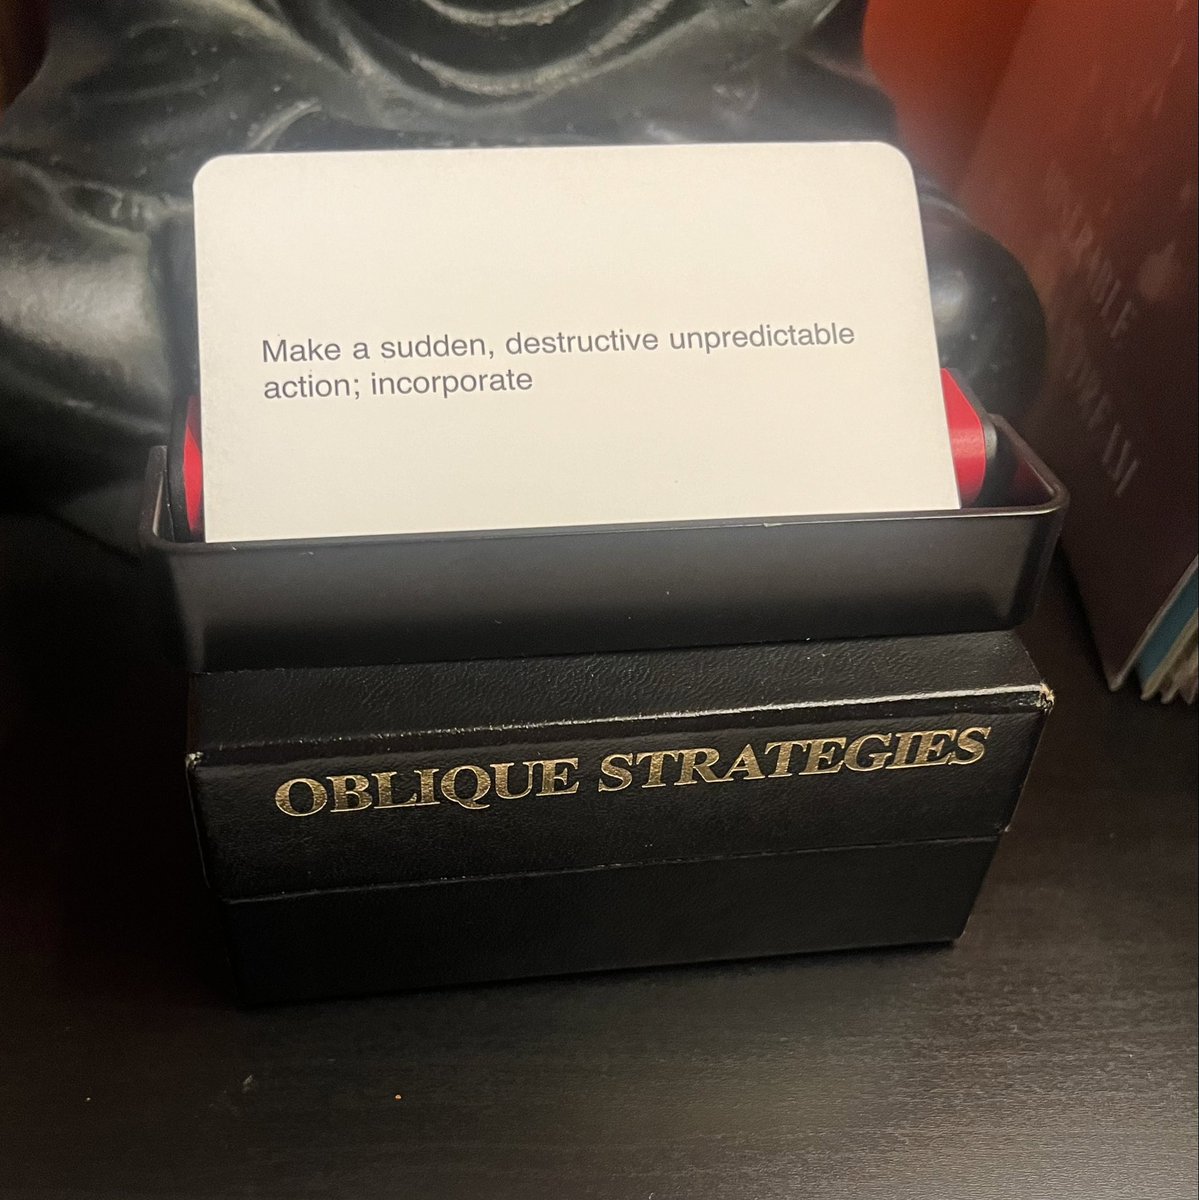 Make a sudden, destructive unpredictable
action; incorporate
OBLIQUE STRATEGIES